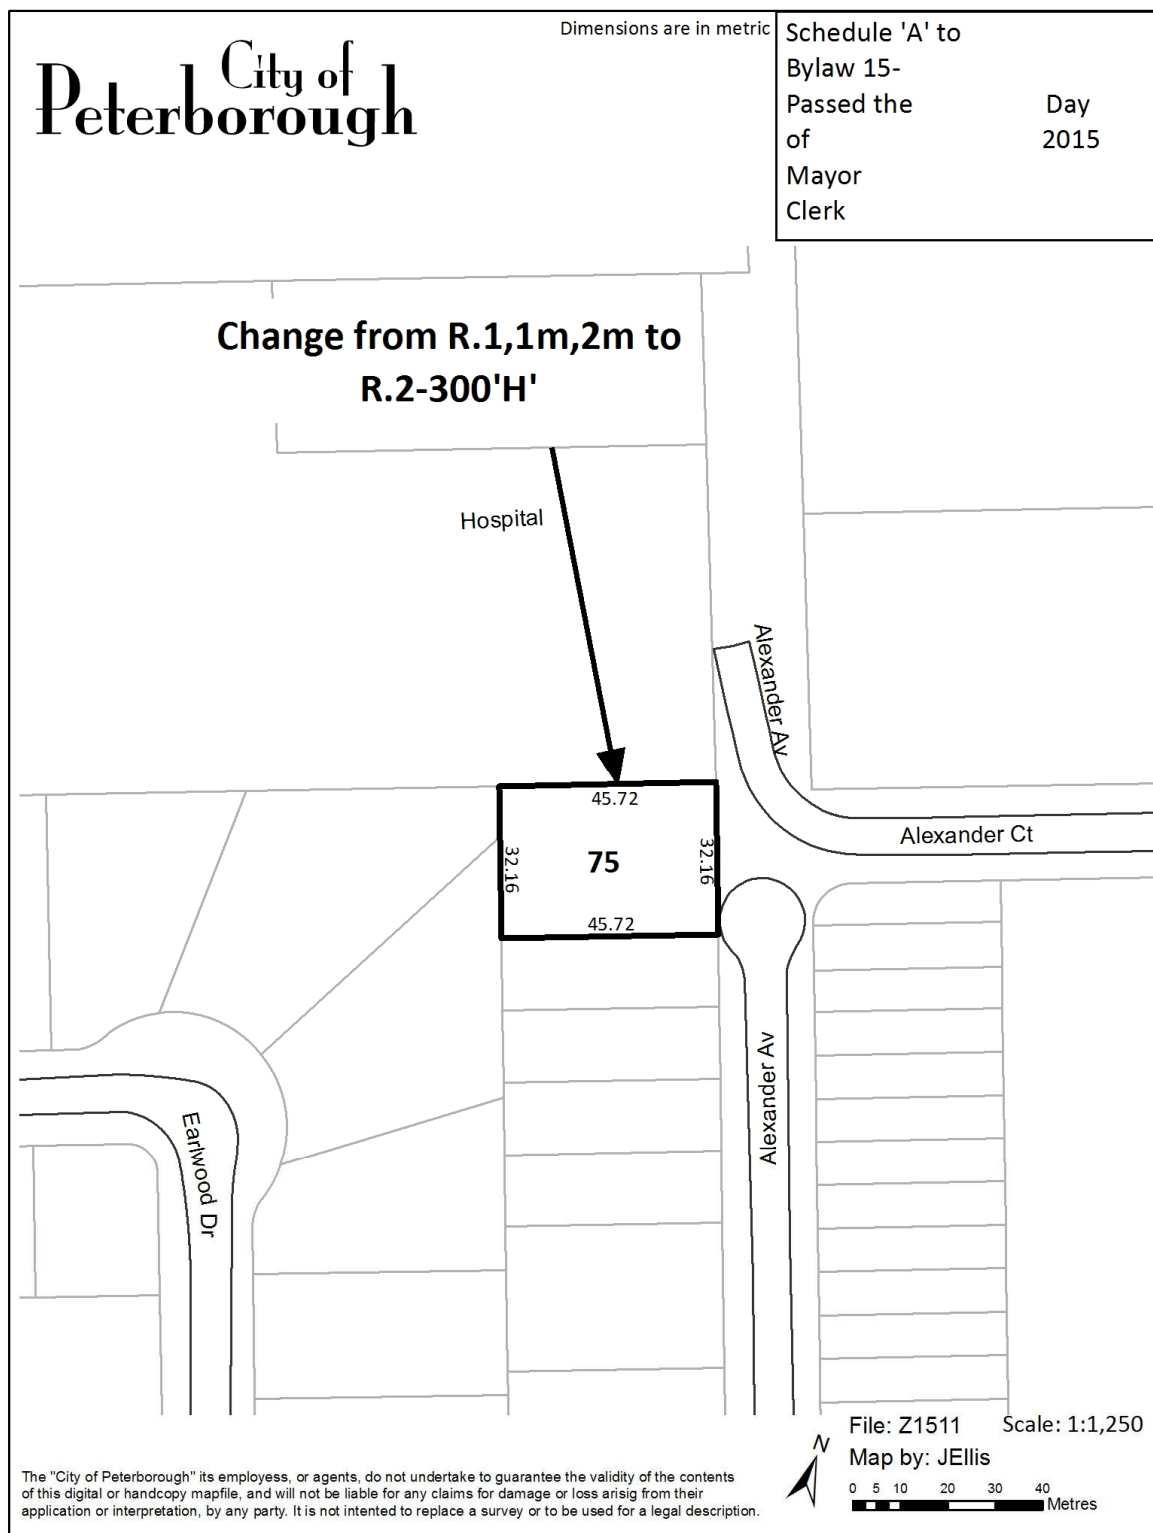 City of
Peterborough
Dimensions are in metric
Schedule 'A' to
Bylaw 15-
Passed the Day
of 2015
Mayor
Clerk
Change from R.1,1m,2m to
R.2-300'H'
Hospital
Alexander Av
45.72
Alexander Ct
32.16
75
32.16
45.72
Alexander Av
Earlwood Dr
File: Z1511 Scale: 1:1,250
N
Map by: JEllis
0 5 10 20 30 40
Metres
The "City of Peterborough" its employess, or agents, do not undertake to guarantee the validity of the contents
of this digital or handcopy mapfile, and will not be liable for any claims for damage or loss arisig from their
application or interpretation, by any party. It is not intented to replace a survey or to be used for a legal description.